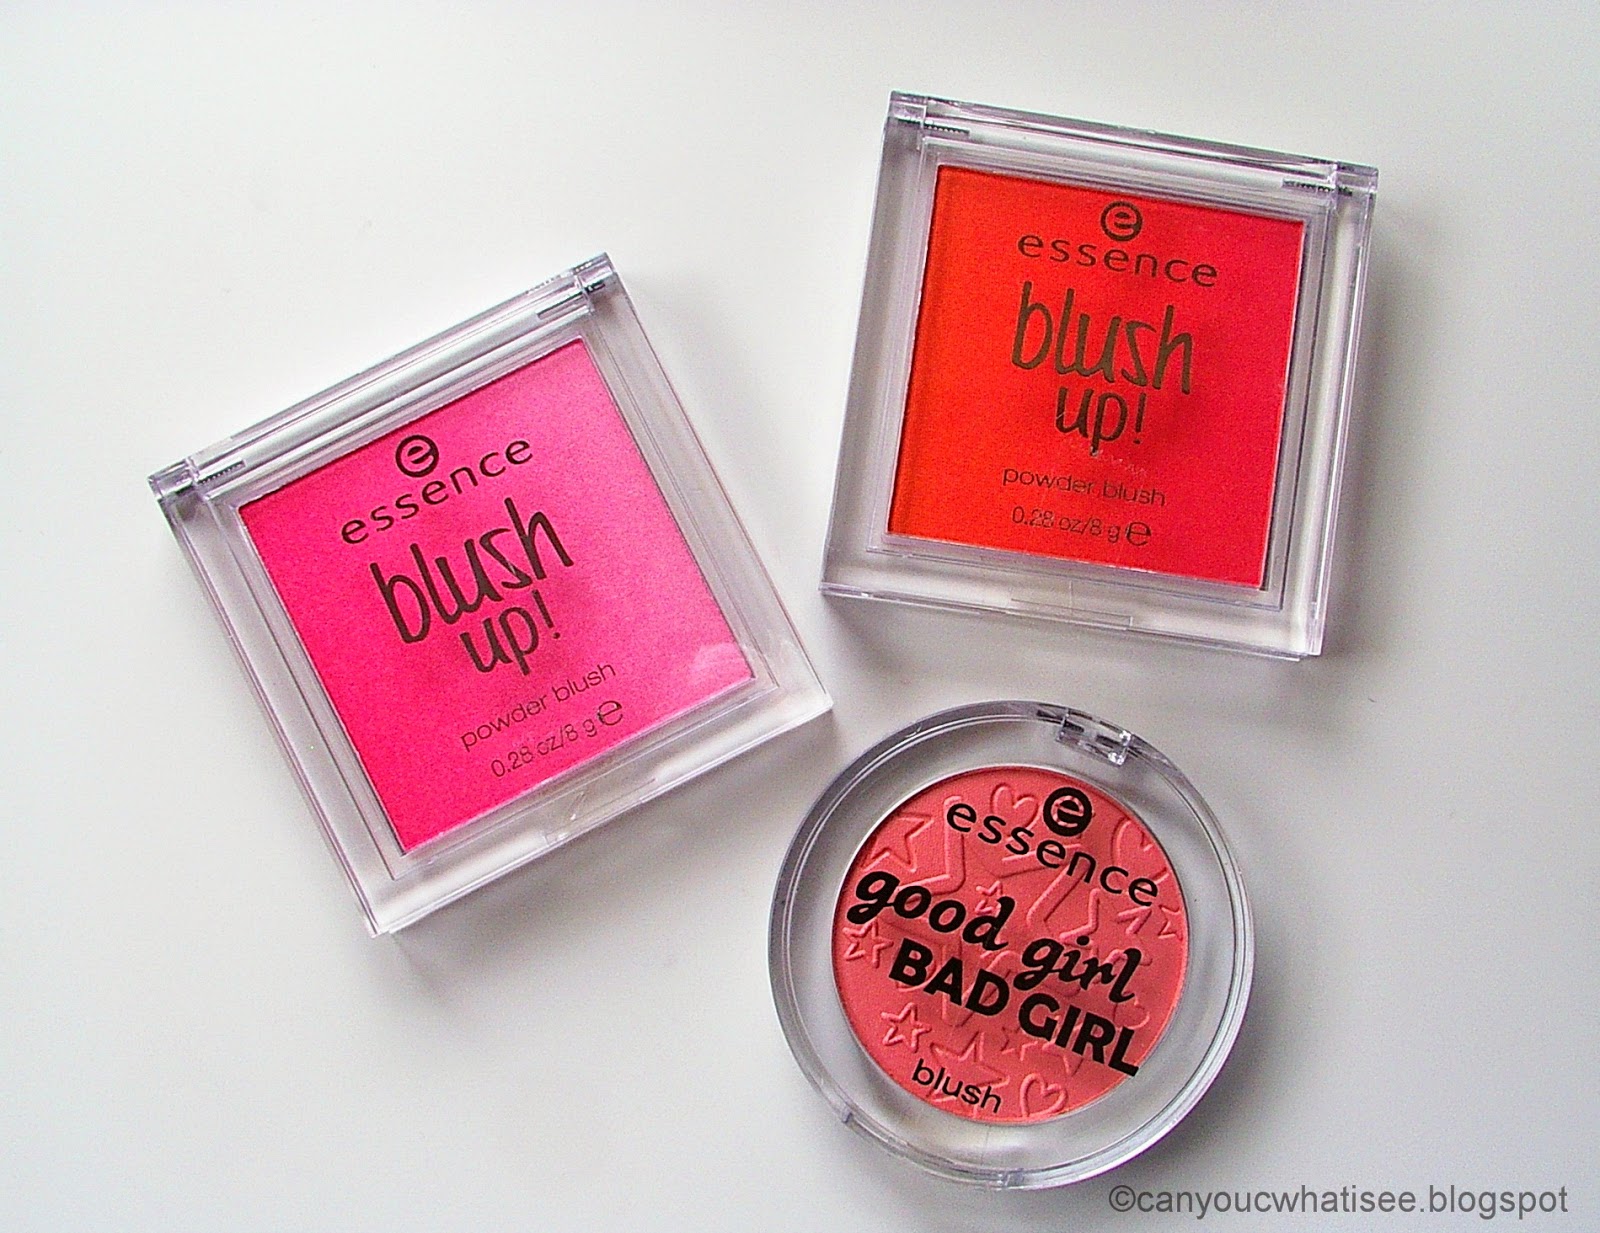 essence
blush
up!
powder blush
0.28 oz/8 g ℮
essence
blush
up!
powder blush
0.28 oz/8 g ℮
essence
good girl
BAD GIRL
blush
©canyoucwhatisee.blogspot